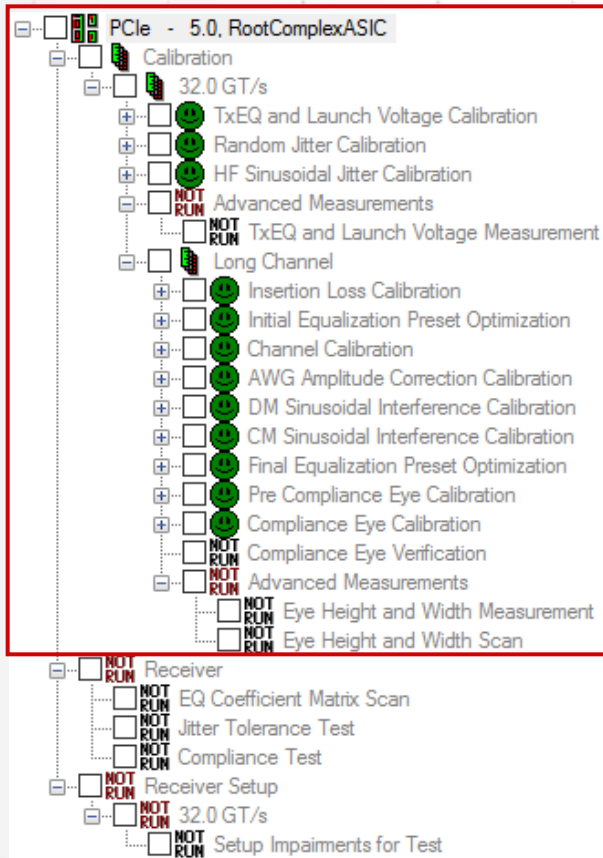 PCIe - 5.0, RootComplexASIC
Calibration
32.0 GT/s
TxEQ and Launch Voltage Calibration
Random Jitter Calibration
HF Sinusoidal Jitter Calibration
NOT RUN Advanced Measurements
NOT RUN TxEQ and Launch Voltage Measurement
Long Channel
Insertion Loss Calibration
Initial Equalization Preset Optimization
Channel Calibration
AWG Amplitude Correction Calibration
DM Sinusoidal Interference Calibration
CM Sinusoidal Interference Calibration
Final Equalization Preset Optimization
Pre Compliance Eye Calibration
Compliance Eye Calibration
NOT RUN Compliance Eye Verification
NOT RUN Advanced Measurements
NOT RUN Eye Height and Width Measurement
NOT RUN Eye Height and Width Scan
NOT RUN Receiver
NOT RUN EQ Coefficient Matrix Scan
NOT RUN Jitter Tolerance Test
NOT RUN Compliance Test
NOT RUN Receiver Setup
NOT RUN 32.0 GT/s
NOT RUN Setup Impairments for Test